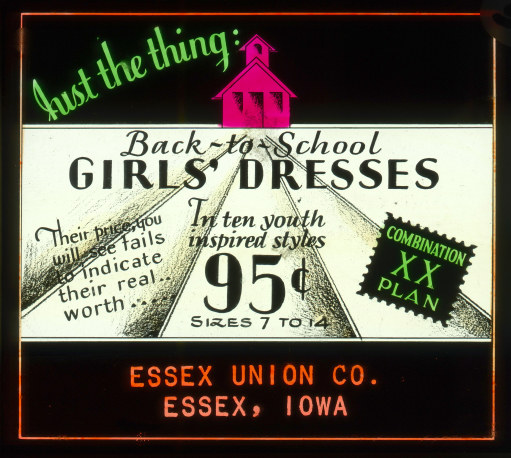 Just the thing:
Back-to-School
GIRLS' DRESSES
Their price, you
will see fails
to indicate
their real..
worth.....
In ten youth
inspired styles
95¢
SIZES 7 TO 14
COMBINATION
XX
PLAN
ESSEX UNION CO.
ESSEX, IOWA